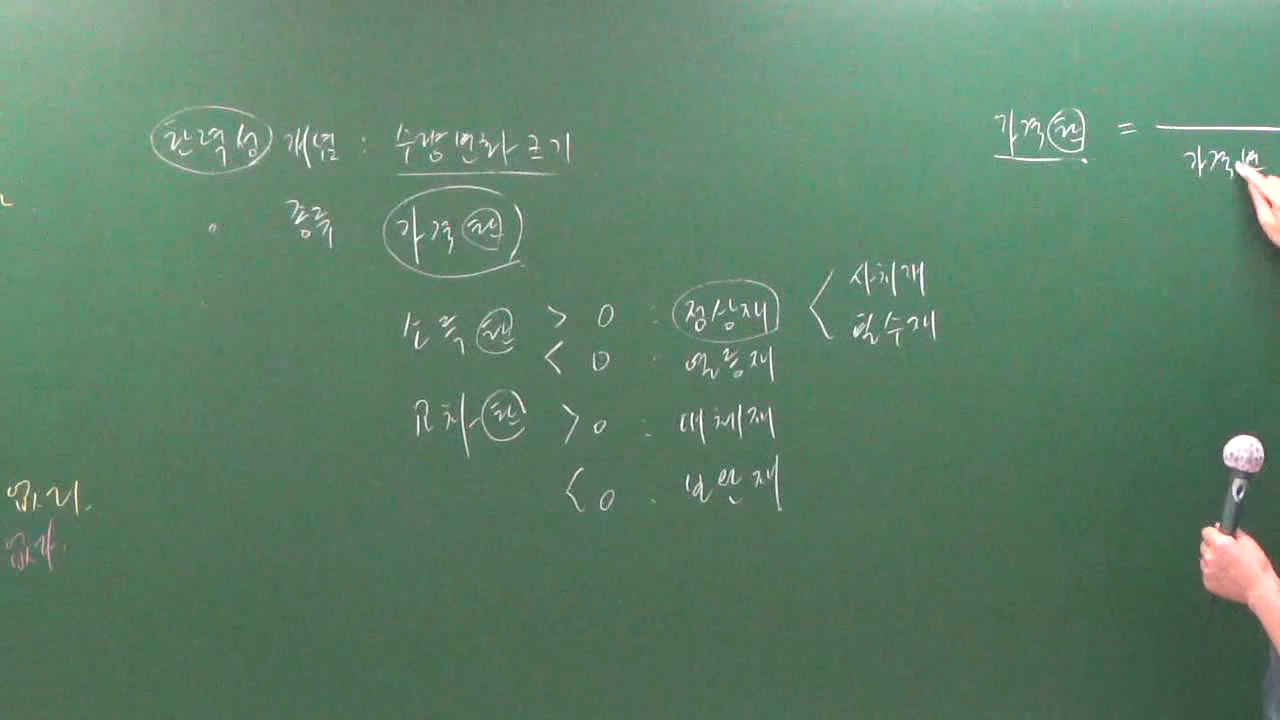 탄력성 개념 : 수량변화 크기
가격탄 =
가격변
종류 가격탄
소득탄 > 0 : 정상재 < 사치재
필수재
< 0 : 열등재
교차탄 > 0 : 대체재
< 0 : 보완재